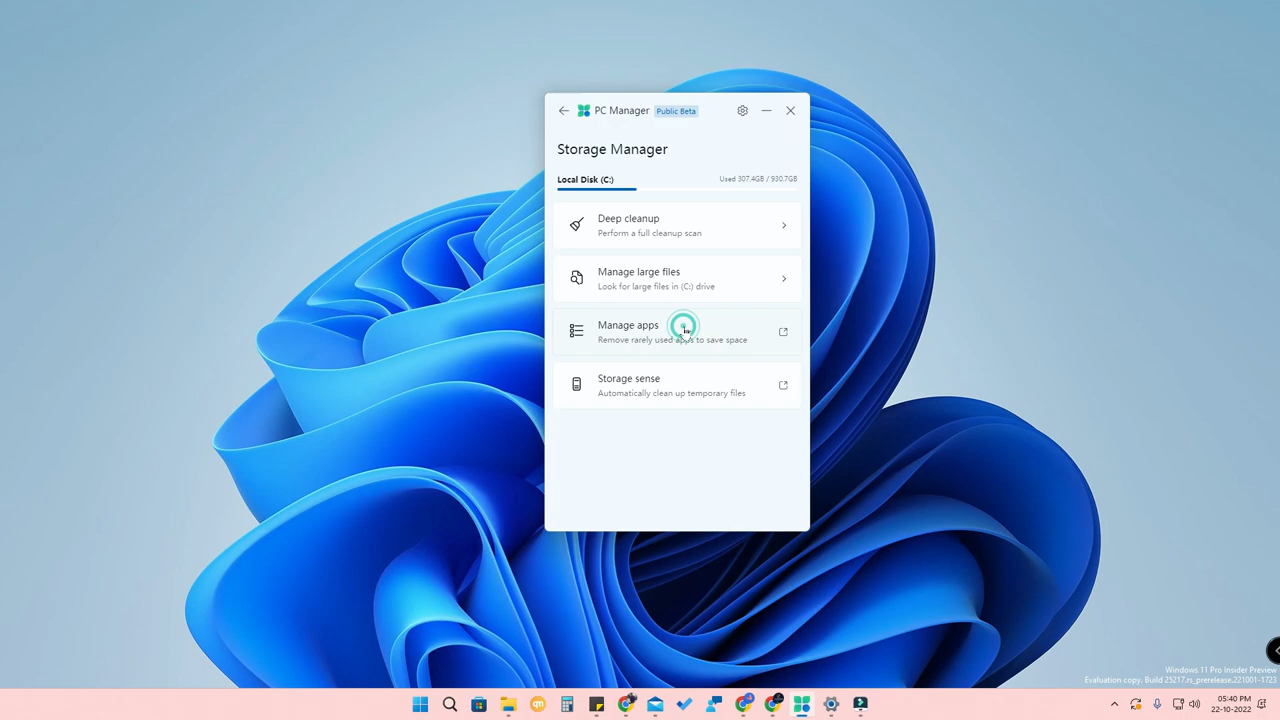 PC Manager Public Beta
Storage Manager
Local Disk (C:) Used 307.4GB / 930.7GB
Deep cleanup
Perform a full cleanup scan
Manage large files
Look for large files in (C:) drive
Manage apps
Remove rarely used apps to save space
Storage sense
Automatically clean up temporary files
Windows 11 Pro Insider Preview
Evaluation copy. Build 25217.rs_prerelease.221001-1723
05:40 PM
22-10-2022